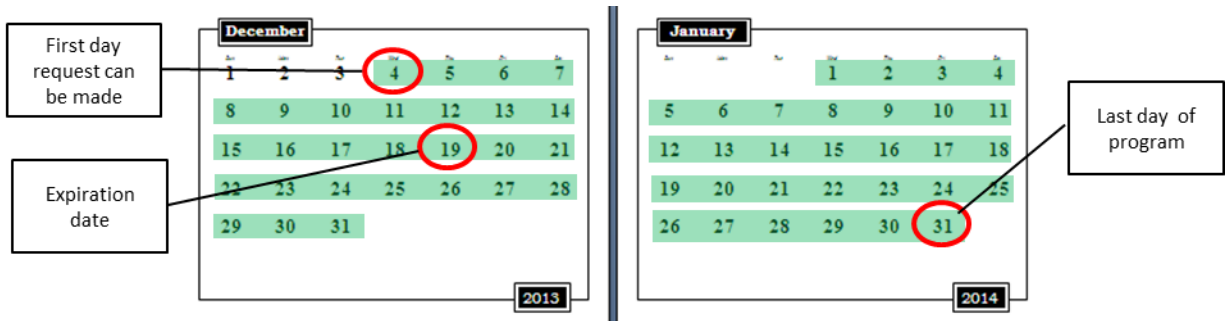 First day
request can
be made
Expiration
date
December
1 2 3 4 5 6 7
8 9 10 11 12 13 14
15 16 17 18 19 20 21
22 23 24 25 26 27 28
29 30 31
2013
January
1 2 3 4
5 6 7 8 9 10 11
12 13 14 15 16 17 18
19 20 21 22 23 24 25
26 27 28 29 30 31
2014
Last day of
program